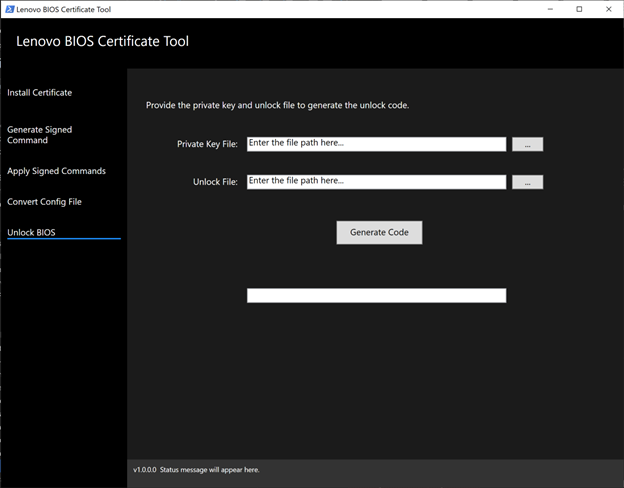 Lenovo BIOS Certificate Tool
Lenovo BIOS Certificate Tool
Install Certificate
Generate Signed
Command
Apply Signed Commands
Convert Config File
Unlock BIOS
Provide the private key and unlock file to generate the unlock code.
Private Key File: Enter the file path here... ...
Unlock File: Enter the file path here... ...
Generate Code
v1.0.0.0 Status message will appear here.